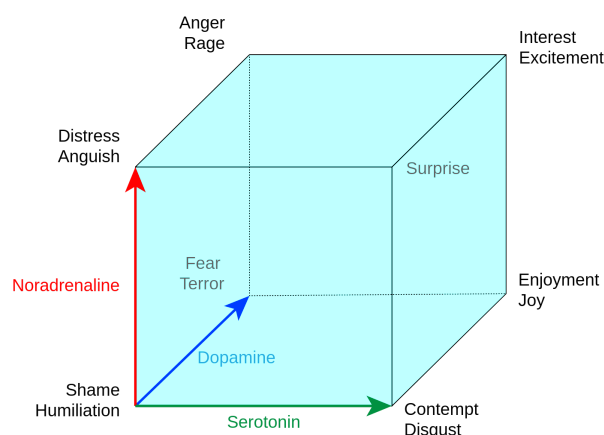 Anger
Rage
Interest
Excitement
Distress
Anguish
Surprise
Fear
Terror
Noradrenaline
Enjoyment
Joy
Dopamine
Shame
Humiliation
Contempt
Disgust
Serotonin